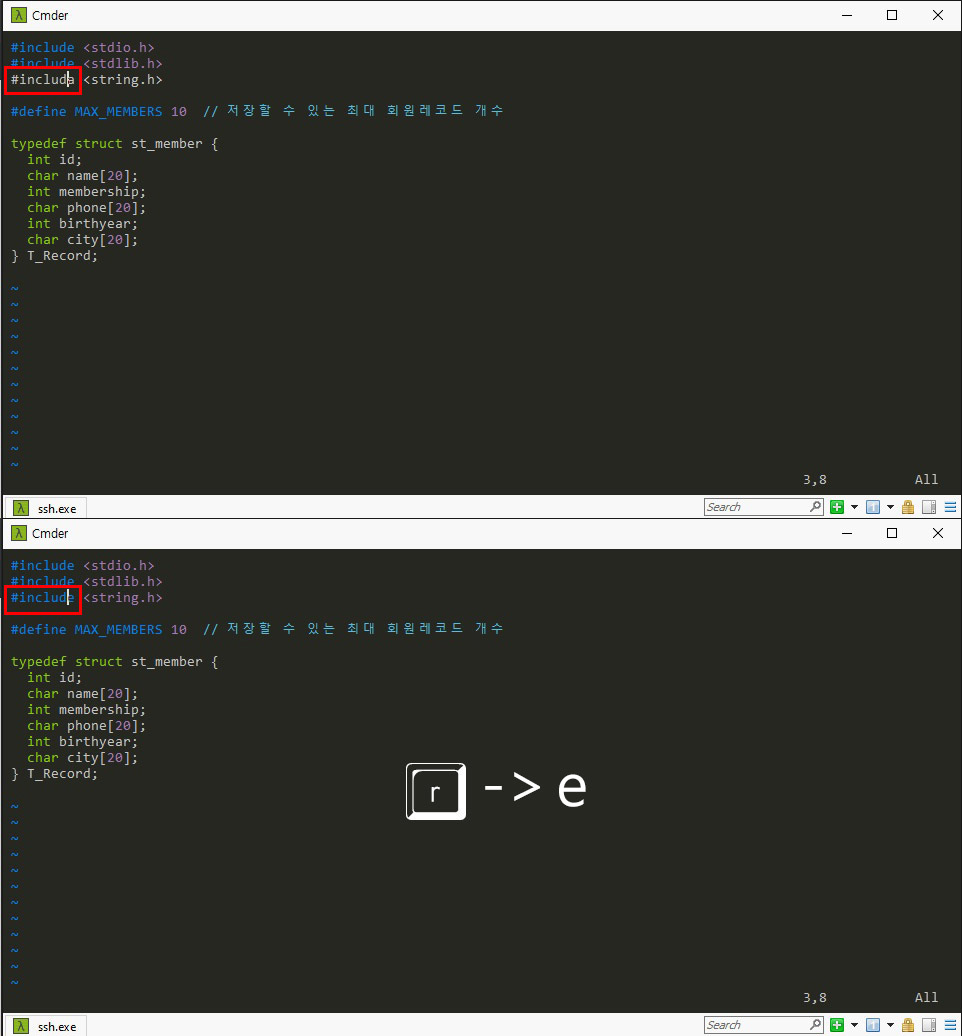 Cmder
#include <stdio.h>
#include <stdlib.h>
#includa <string.h>
#define MAX_MEMBERS 10  // 저장할 수 있는 최대 회원레코드 개수
typedef struct st_member {
  int id;
  char name[20];
  int membership;
  char phone[20];
  int birthyear;
  char city[20];
} T_Record;
~
~
~
~
~
~
~
~
~
~
~
~
3,8 All
ssh.exe Search
Cmder
#include <stdio.h>
#include <stdlib.h>
#include <string.h>
#define MAX_MEMBERS 10  // 저장할 수 있는 최대 회원레코드 개수
typedef struct st_member {
  int id;
  char name[20];
  int membership;
  char phone[20];
  int birthyear;
  char city[20];
} T_Record;
r -> e
~
~
~
~
~
~
~
~
~
~
~
~
3,8 All
ssh.exe Search